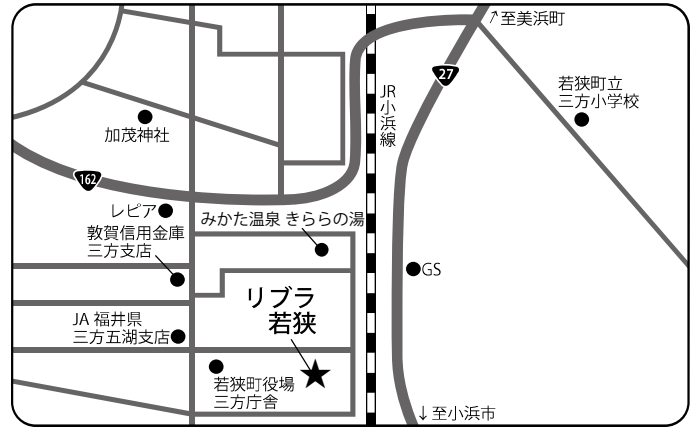 ↗至美浜町
27
若狭町立
三方小学校
JR小浜線
加茂神社
162
レピア
みかた温泉 きららの湯
敦賀信用金庫
三方支店
GS
リブラ
若狭
JA 福井県
三方五湖支店
若狭町役場
三方庁舎
↓至小浜市